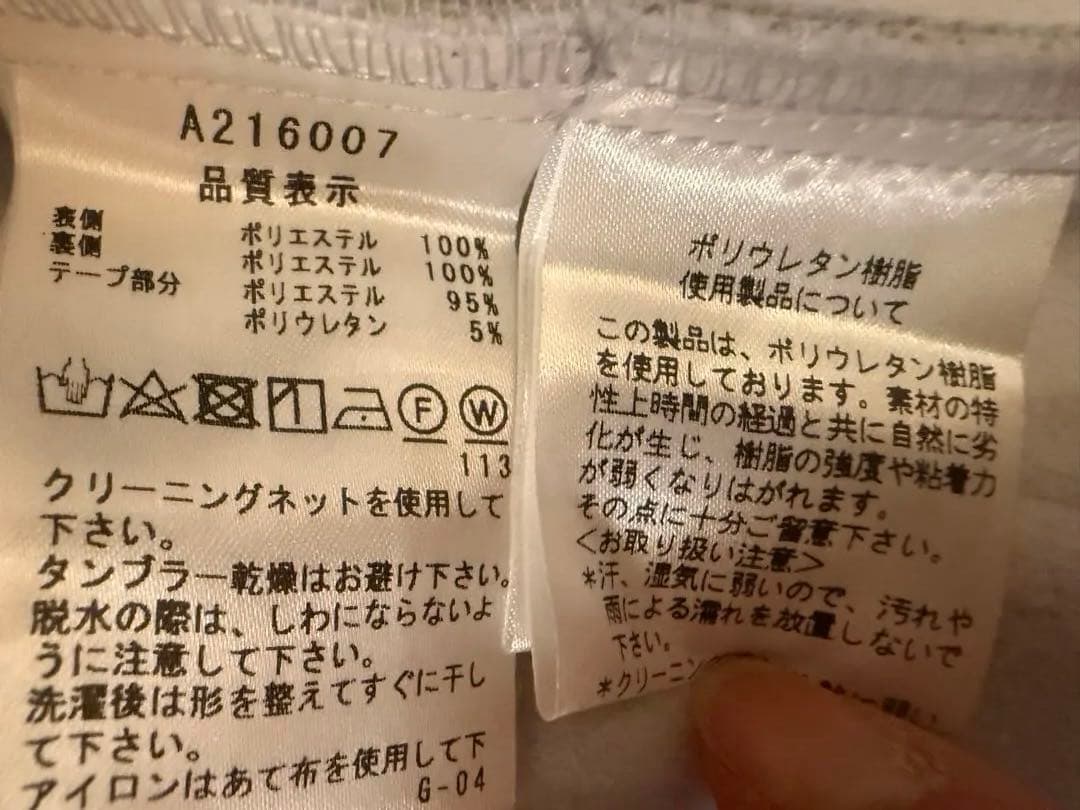 A216007
品質表示
表側 ポリエステル 100%
裏側 ポリエステル 100%
テープ部分 ポリエステル 95%
ポリウレタン 5%
F W
113
クリーニングネットを使用して
下さい。
タンブラー乾燥はお避け下さい。
脱水の際は、しわにならないよ
うに注意して下さい。
洗濯後は形を整えてすぐに干し
て下さい。
アイロンはあて布を使用して下
G-04
ポリウレタン樹脂
使用製品について
この製品は、ポリウレタン樹脂
を使用しております。素材の特
性上時間の経過と共に自然に劣
化が生じ、樹脂の強度や粘着力
が弱くなりはがれます。
その点に十分ご留意下さい。
<お取り扱い注意>
*汗、湿気に弱いので、汚れや
雨による濡れを放置しないで
下さい。
*クリーニン